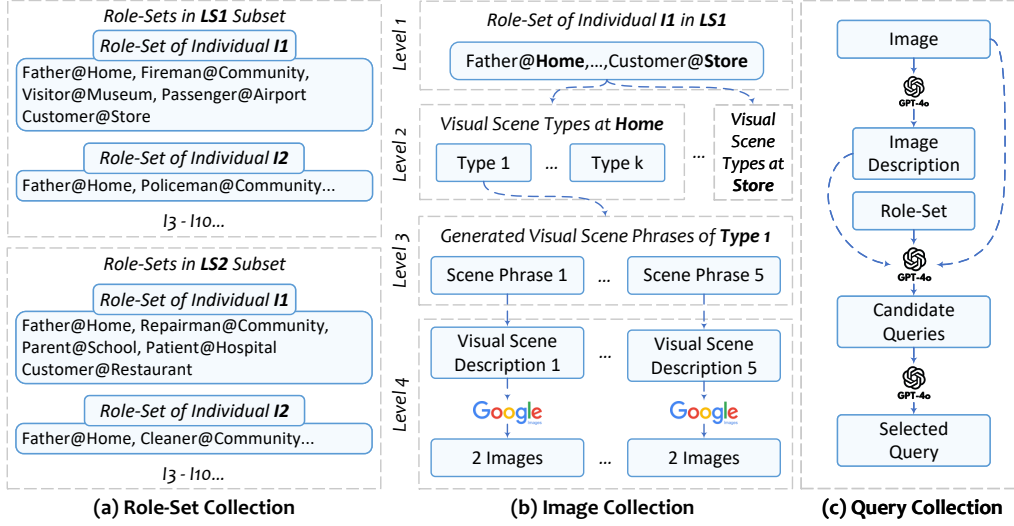 Role-Sets in LS1 Subset
Role-Set of Individual I1
Father@Home, Fireman@Community,
Visitor@Museum, Passenger@Airport
Customer@Store
Role-Set of Individual I2
Father@Home, Policeman@Community...
I3 - I10...
Role-Sets in LS2 Subset
Role-Set of Individual I1
Father@Home, Repairman@Community,
Parent@School, Patient@Hospital
Customer@Restaurant
Role-Set of Individual I2
Father@Home, Cleaner@Community...
I3 - I10...
(a) Role-Set Collection
Level 1
Role-Set of Individual I1 in LS1
Father@Home,...,Customer@Store
Level 2
Visual Scene Types at Home
Type 1
...
Type k
...
Visual
Scene
Types at
Store
Level 3
Generated Visual Scene Phrases of Type 1
Scene Phrase 1
...
Scene Phrase 5
Level 4
Visual Scene
Description 1
...
Visual Scene
Description 5
Google
Images
Google
Images
2 Images
...
2 Images
(b) Image Collection
Image
GPT-4o
Image
Description
Role-Set
GPT-4o
Candidate
Queries
GPT-4o
Selected
Query
(c) Query Collection